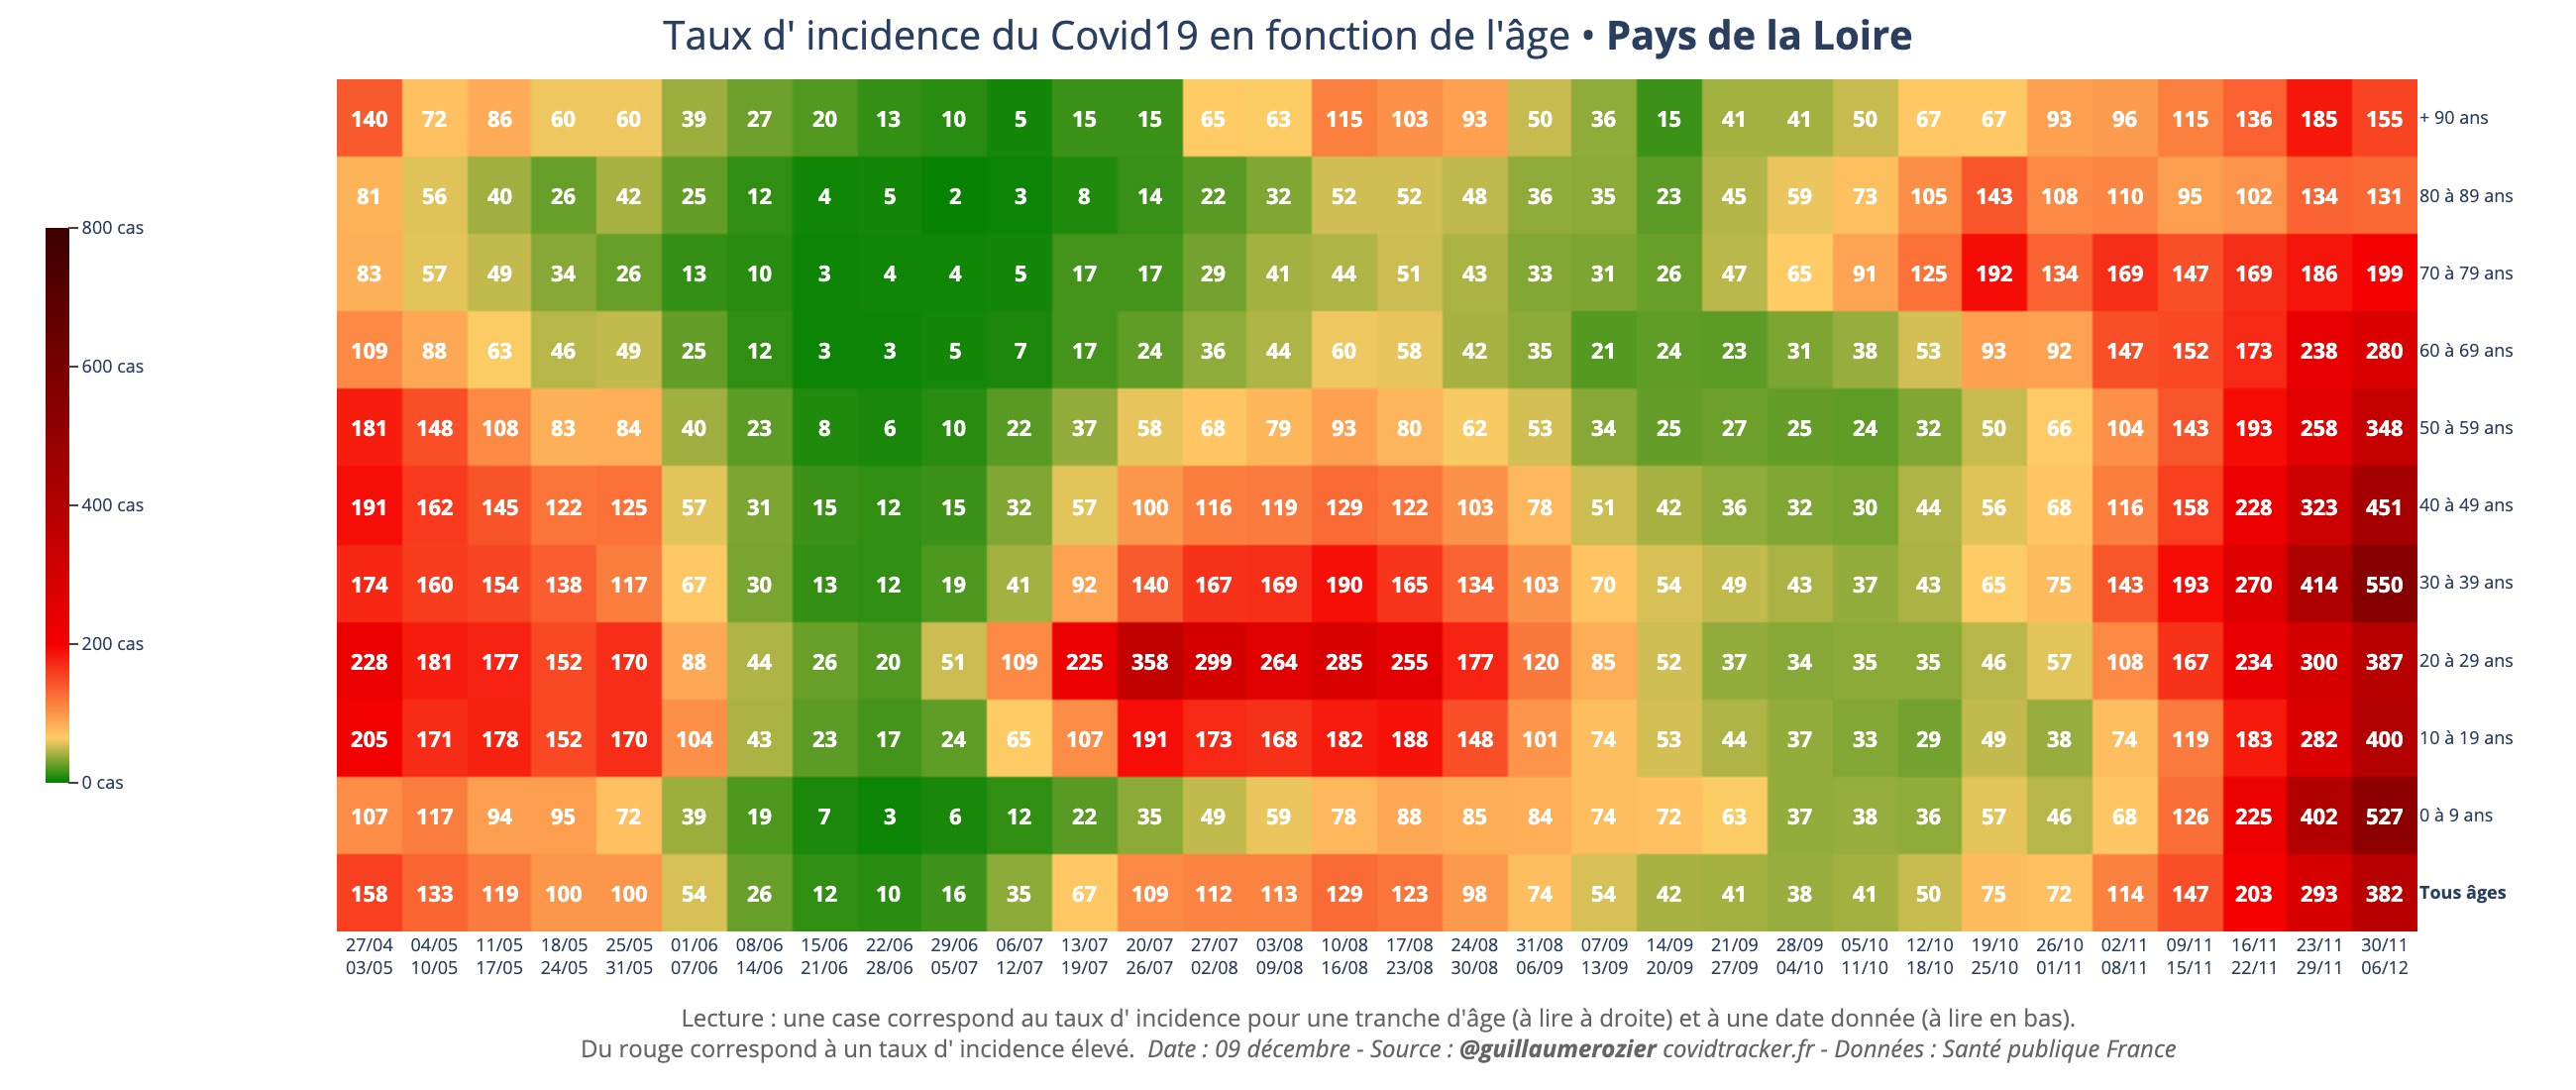 Taux d' incidence du Covid19 en fonction de l'âge • Pays de la Loire
140 72 86 60 60 39 27 20 13 10 5 15 15 65 63 115 103 93 50 36 15 41 41 50 67 67 93 96 115 136 185 155 + 90 ans
81 56 40 26 42 25 12 4 5 2 3 8 14 22 32 52 52 48 36 35 23 45 59 73 105 143 108 110 95 102 134 131 80 à 89 ans
800 cas
83 57 49 34 26 13 10 3 4 4 5 17 17 29 41 44 51 43 33 31 26 47 65 91 125 192 134 169 147 169 186 199 70 à 79 ans
109 88 63 46 49 25 12 3 3 5 7 17 24 36 44 60 58 42 35 21 24 23 31 38 53 93 92 147 152 173 238 280 60 à 69 ans
600 cas
181 148 108 83 84 40 23 8 6 10 22 37 58 68 79 93 80 62 53 34 25 27 25 24 32 50 66 104 143 193 258 348 50 à 59 ans
400 cas
191 162 145 122 125 57 31 15 12 15 32 57 100 116 119 129 122 103 78 51 42 36 32 30 44 56 68 116 158 228 323 451 40 à 49 ans
174 160 154 138 117 67 30 13 12 19 41 92 140 167 169 190 165 134 103 70 54 49 43 37 43 65 75 143 193 270 414 550 30 à 39 ans
200 cas
228 181 177 152 170 88 44 26 20 51 109 225 358 299 264 285 255 177 120 85 52 37 34 35 35 46 57 108 167 234 300 387 20 à 29 ans
205 171 178 152 170 104 43 23 17 24 65 107 191 173 168 182 188 148 101 74 53 44 37 33 29 49 38 74 119 183 282 400 10 à 19 ans
0 cas
107 117 94 95 72 39 19 7 3 6 12 22 35 49 59 78 88 85 84 74 72 63 37 38 36 57 46 68 126 225 402 527 0 à 9 ans
158 133 119 100 100 54 26 12 10 16 35 67 109 112 113 129 123 98 74 54 42 41 38 41 50 75 72 114 147 203 293 382 Tous âges
27/04 04/05 11/05 18/05 25/05 01/06 08/06 15/06 22/06 29/06 06/07 13/07 20/07 27/07 03/08 10/08 17/08 24/08 31/08 07/09 14/09 21/09 28/09 05/10 12/10 19/10 26/10 02/11 09/11 16/11 23/11 30/11
03/05 10/05 17/05 24/05 31/05 07/06 14/06 21/06 28/06 05/07 12/07 19/07 26/07 02/08 09/08 16/08 23/08 30/08 06/09 13/09 20/09 27/09 04/10 11/10 18/10 25/10 01/11 08/11 15/11 22/11 29/11 06/12
Lecture : une case correspond au taux d' incidence pour une tranche d'âge (à lire à droite) et à une date donnée (à lire en bas).
Du rouge correspond à un taux d' incidence élevé. Date : 09 décembre - Source : @guillaumerozier covidtracker.fr - Données : Santé publique France